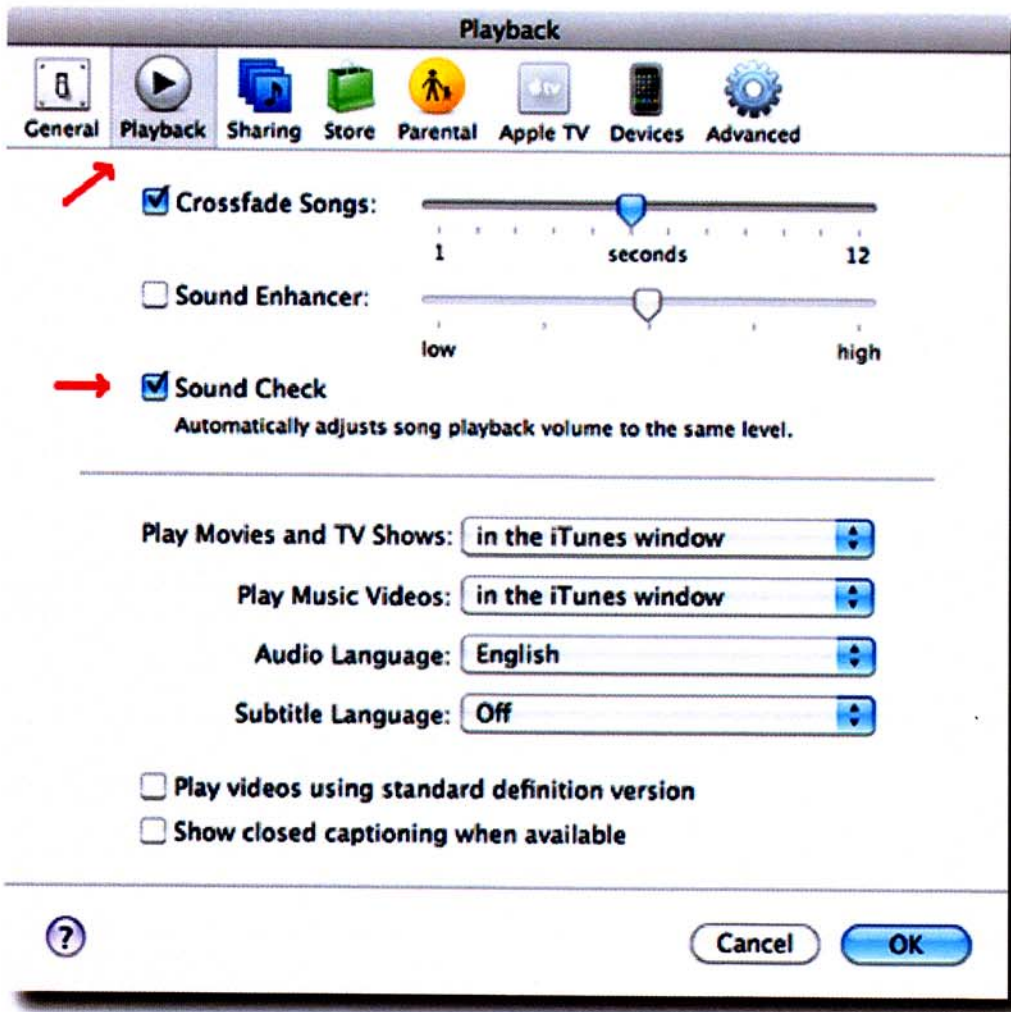 Playback
General Playback Sharing Store Parental Apple TV Devices Advanced
Crossfade Songs:
1 seconds 12
Sound Enhancer:
low high
Sound Check
Automatically adjusts song playback volume to the same level.
Play Movies and TV Shows: in the iTunes window
Play Music Videos: in the iTunes window
Audio Language: English
Subtitle Language: Off
Play videos using standard definition version
Show closed captioning when available
? Cancel OK